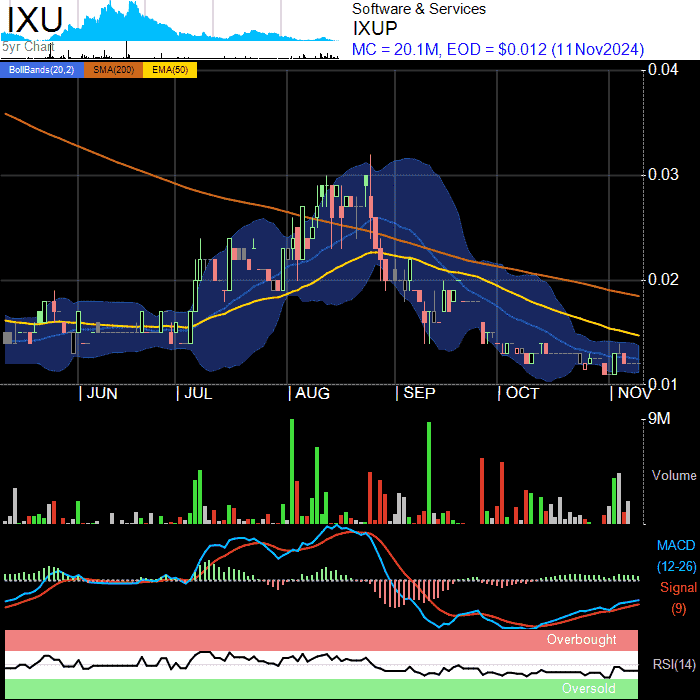 IXU
5yr Chart
Software & Services
IXUP
MC = 20.1M, EOD = $0.012 (11Nov2024)
BollBands(20,2) SMA(200) EMA(50)
0.04
0.03
0.02
0.01
JUN JUL AUG SEP OCT NOV
9M
Volume
MACD
(12-26)
Signal
(9)
Overbought
RSI(14)
Oversold